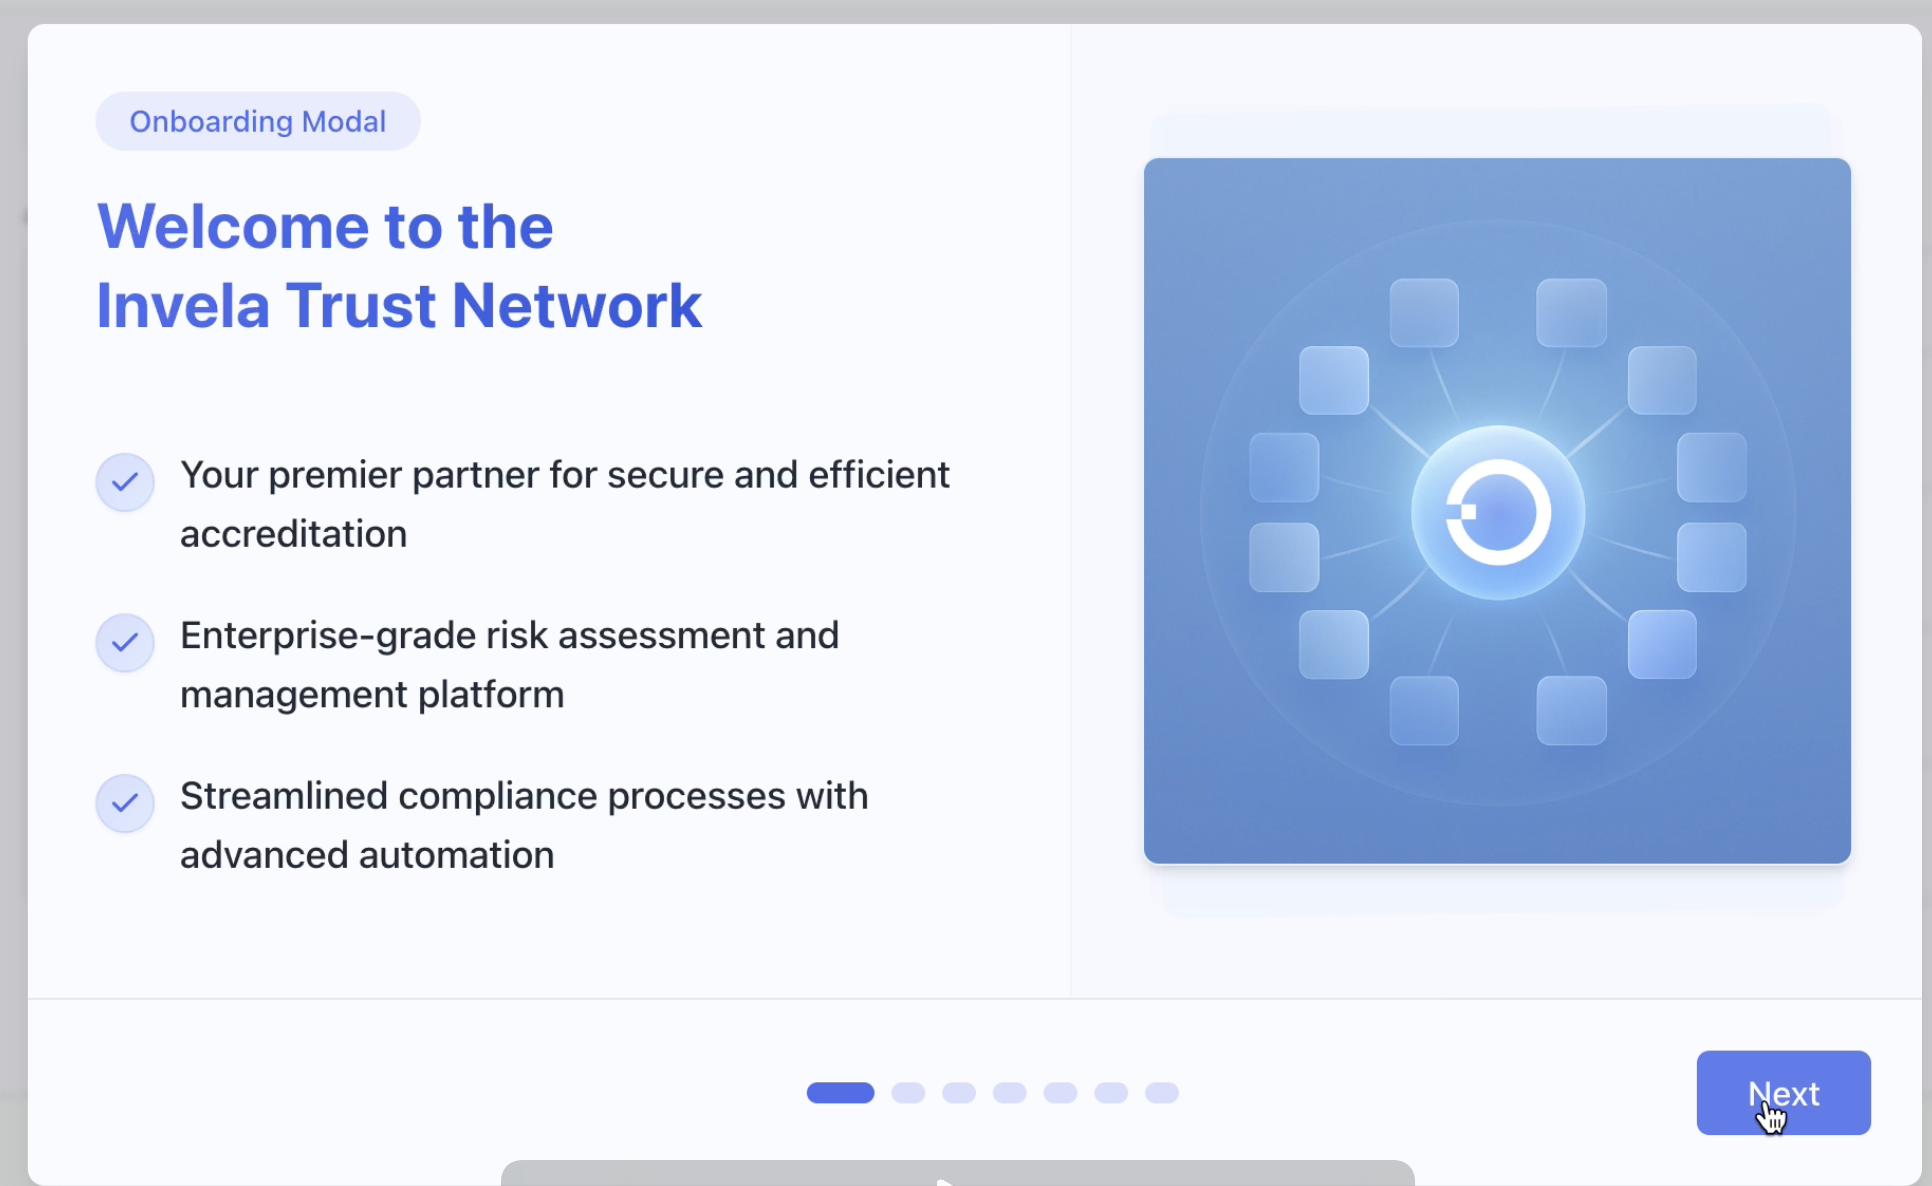 Onboarding Modal
Welcome to the
Invela Trust Network
Your premier partner for secure and efficient
accreditation
Enterprise-grade risk assessment and
management platform
Streamlined compliance processes with
advanced automation
Next